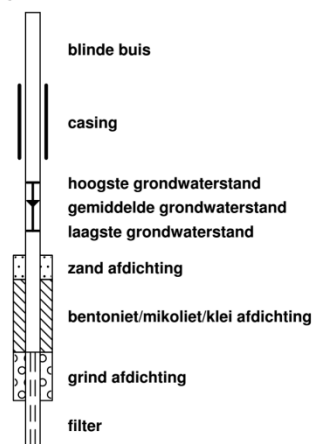 blinde buis
casing
hoogste grondwaterstand
gemiddelde grondwaterstand
laagste grondwaterstand
zand afdichting
bentoniet/mikoliet/klei afdichting
grind afdichting
filter